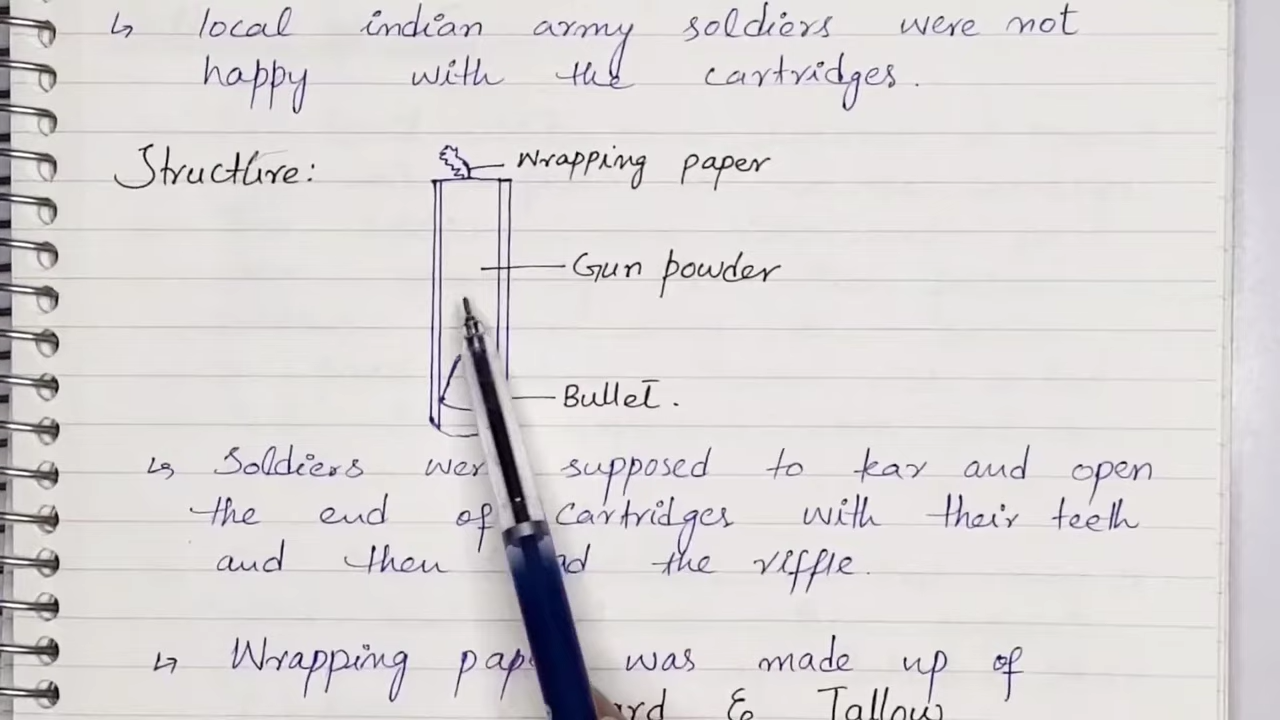 ↳ local indian army soldiers were not
happy with the cartridges.
Structure:
Wrapping paper
Gun powder
Bullet.
↳ Soldiers supposed to tear and open
the end of cartridges with their teeth
and then the riffle.
↳ Wrapping was made up of
& Tallow